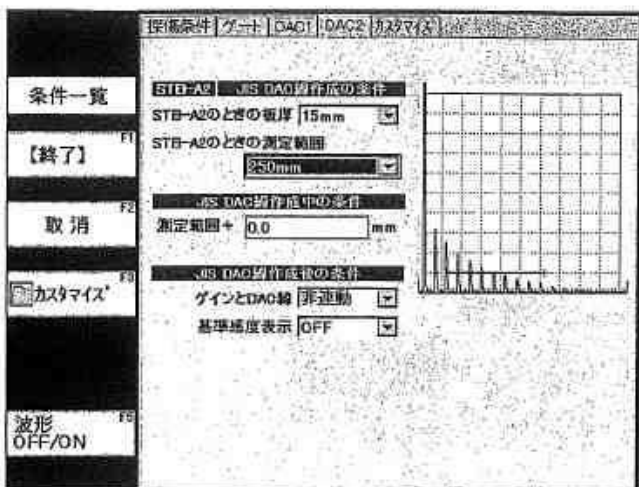 探傷条件 ゲート DAC1 DAC2 カスタマイズ
条件一覧
F1
【終了】
F2
取 消
F3
カスタマイズ
F5
波形
OFF/ON
STB-A2 JIS DAC線作成の条件
STB-A2のときの板厚 15mm
STB-A2のときの測定範囲
250mm
JIS DAC線作成中の条件
測定範囲+ 0.0 mm
JIS DAC線作成後の条件
ゲインとDAC線 非連動
基準感度表示 OFF